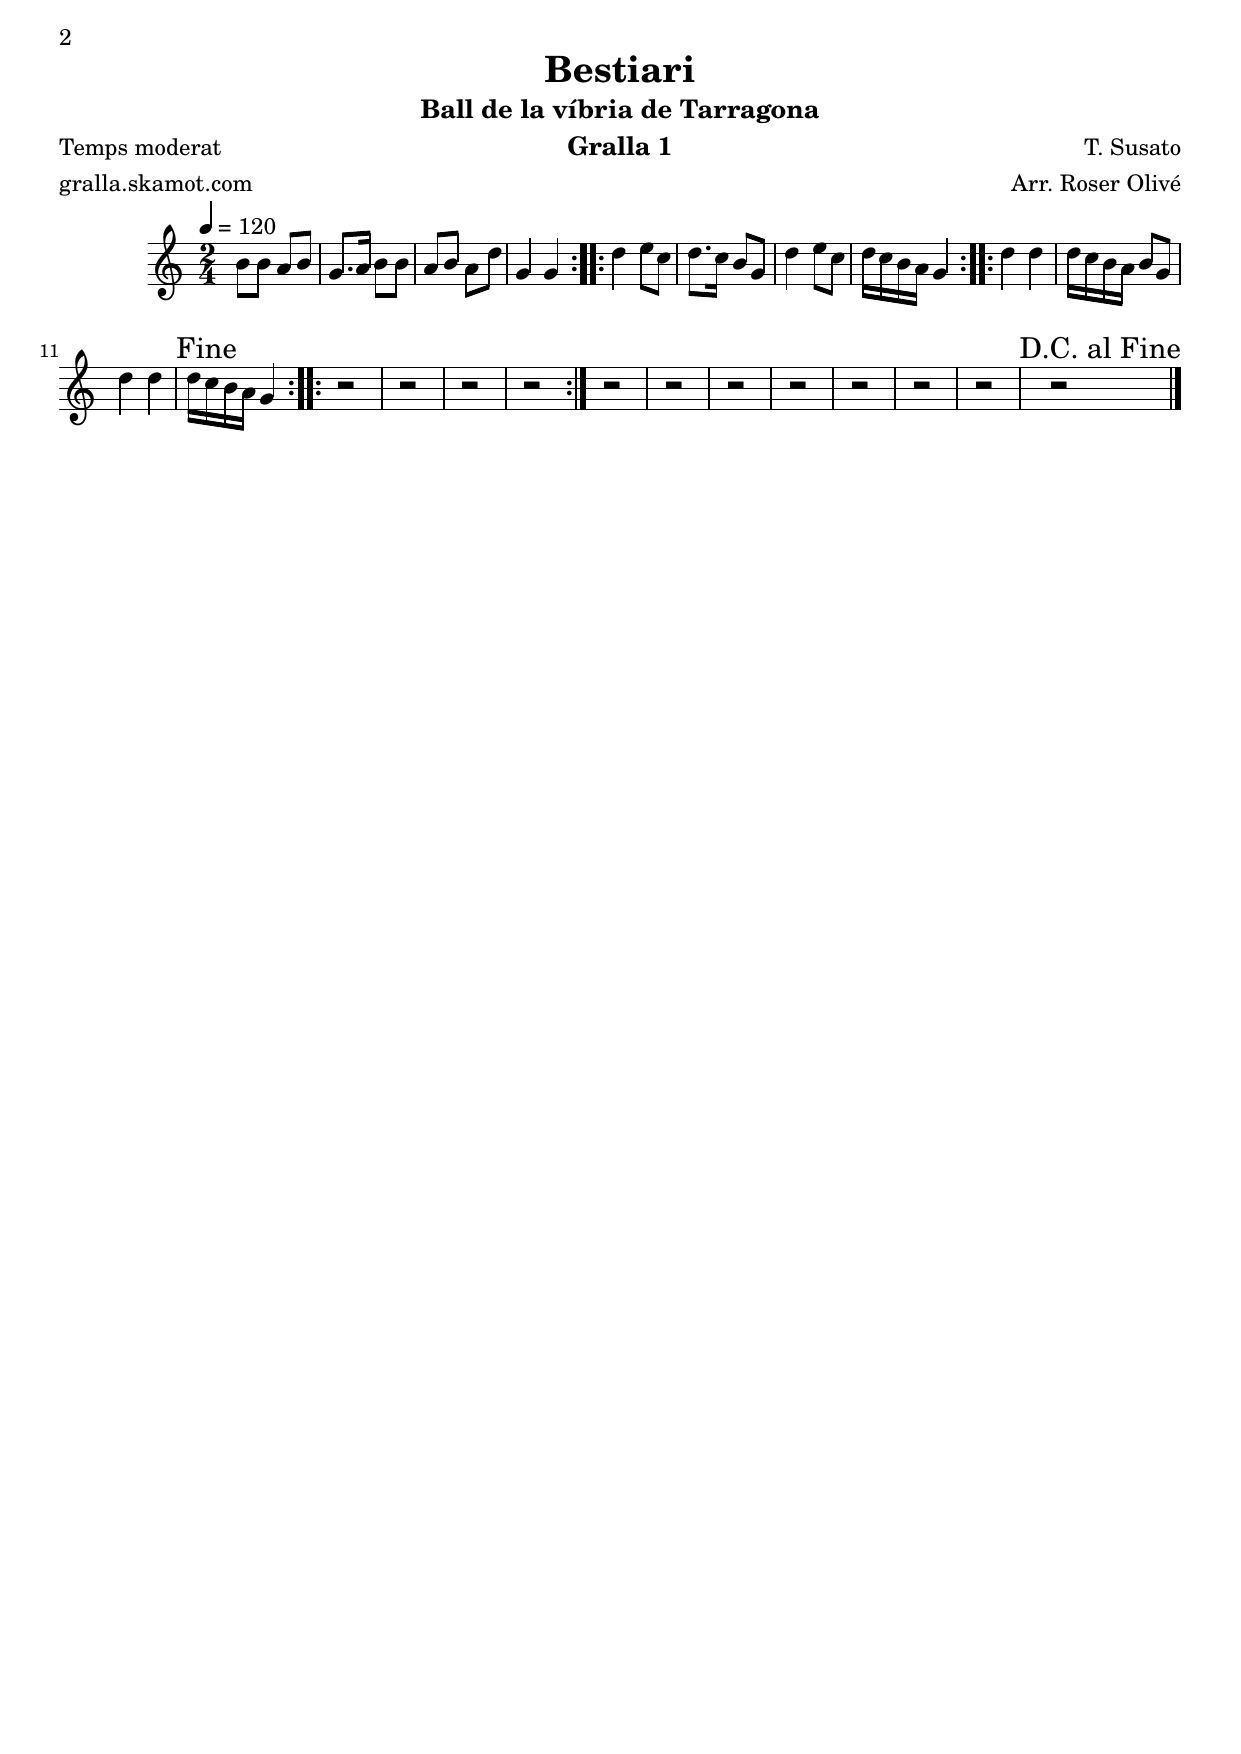 2
Bestiari
Ball de la víbria de Tarragona
Temps moderat Gralla 1 T. Susato
gralla.skamot.com Arr. Roser Olivé
= 120
2
4
11 Fine D.C. al Fine